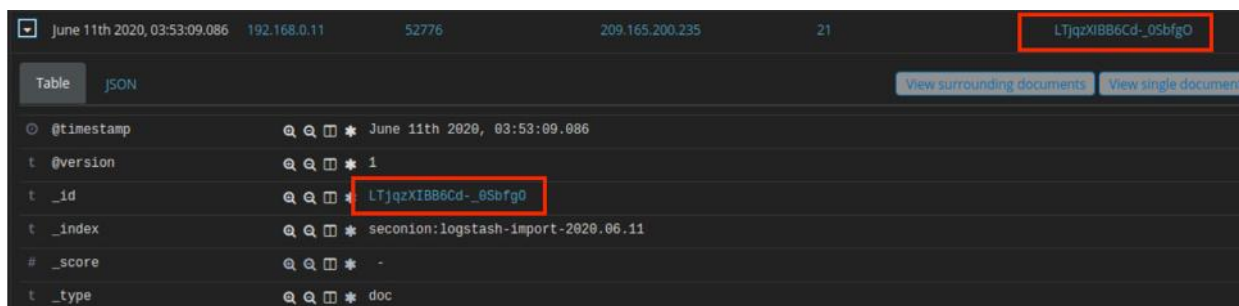 June 11th 2020, 03:53:09.086 192.168.0.11 52776 209.165.200.235 21 LTjqzXIBB6Cd-_0SbfgO
Table JSON View surrounding documents View single documen
@timestamp June 11th 2020, 03:53:09.086
t @version 1
t _id LTjqzXIBB6Cd-_0SbfgO
t _index seconion:logstash-import-2020.06.11
# _score -
t _type doc